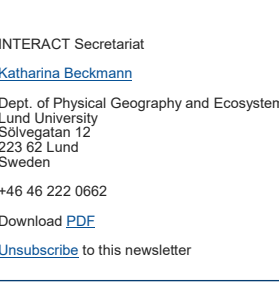 INTERACT Secretariat
Katharina Beckmann
Dept. of Physical Geography and Ecosystem
Lund University
Sölvegatan 12
223 62 Lund
Sweden
+46 46 222 0662
Download PDF
Unsubscribe to this newsletter